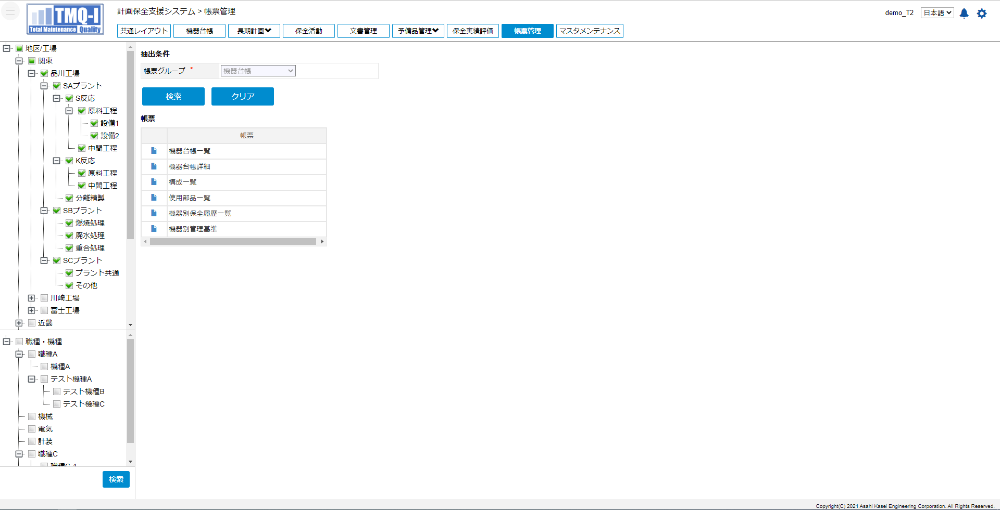 TMQ-I
Total Maintenance Quality
計画保全支援システム > 帳票管理
demo_T2
日本語
共通レイアウト
機器台帳
長期計画
保全活動
文書管理
予備品管理
保全実績評価
帳票管理
マスタメンテナンス
地区/工場
関東
品川工場
SAプラント
S反応
原料工程
設備1
設備2
中間工程
K反応
原料工程
中間工程
分離精製
SBプラント
燃焼処理
廃水処理
重合処理
SCプラント
プラント共通
その他
川崎工場
富士工場
近畿
職種・機種
職種A
機種A
テスト機種A
テスト機種B
テスト機種C
機械
電気
計装
職種C
職種C-1
検索
抽出条件
帳票グループ *
機器台帳
検索
クリア
帳票
帳票
機器台帳一覧
機器台帳詳細
構成一覧
使用部品一覧
機器別保全履歴一覧
機器別管理基準
Copyright(C) 2021 Asahi Kasei Engineering Corporation. All Rights Reserved.